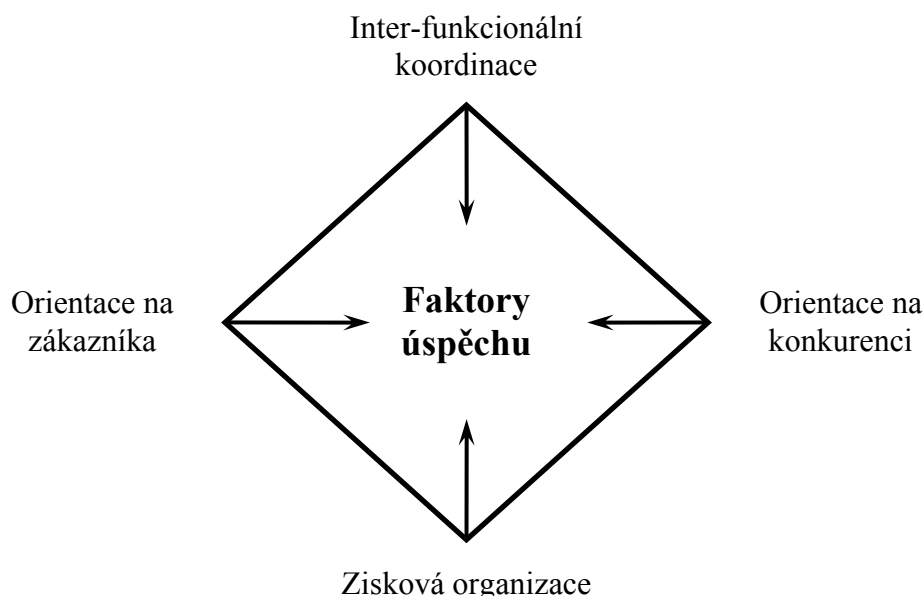 Inter-funkcionální
koordinace
Orientace na
zákazníka
Faktory
úspěchu
Orientace na
konkurenci
Zisková organizace